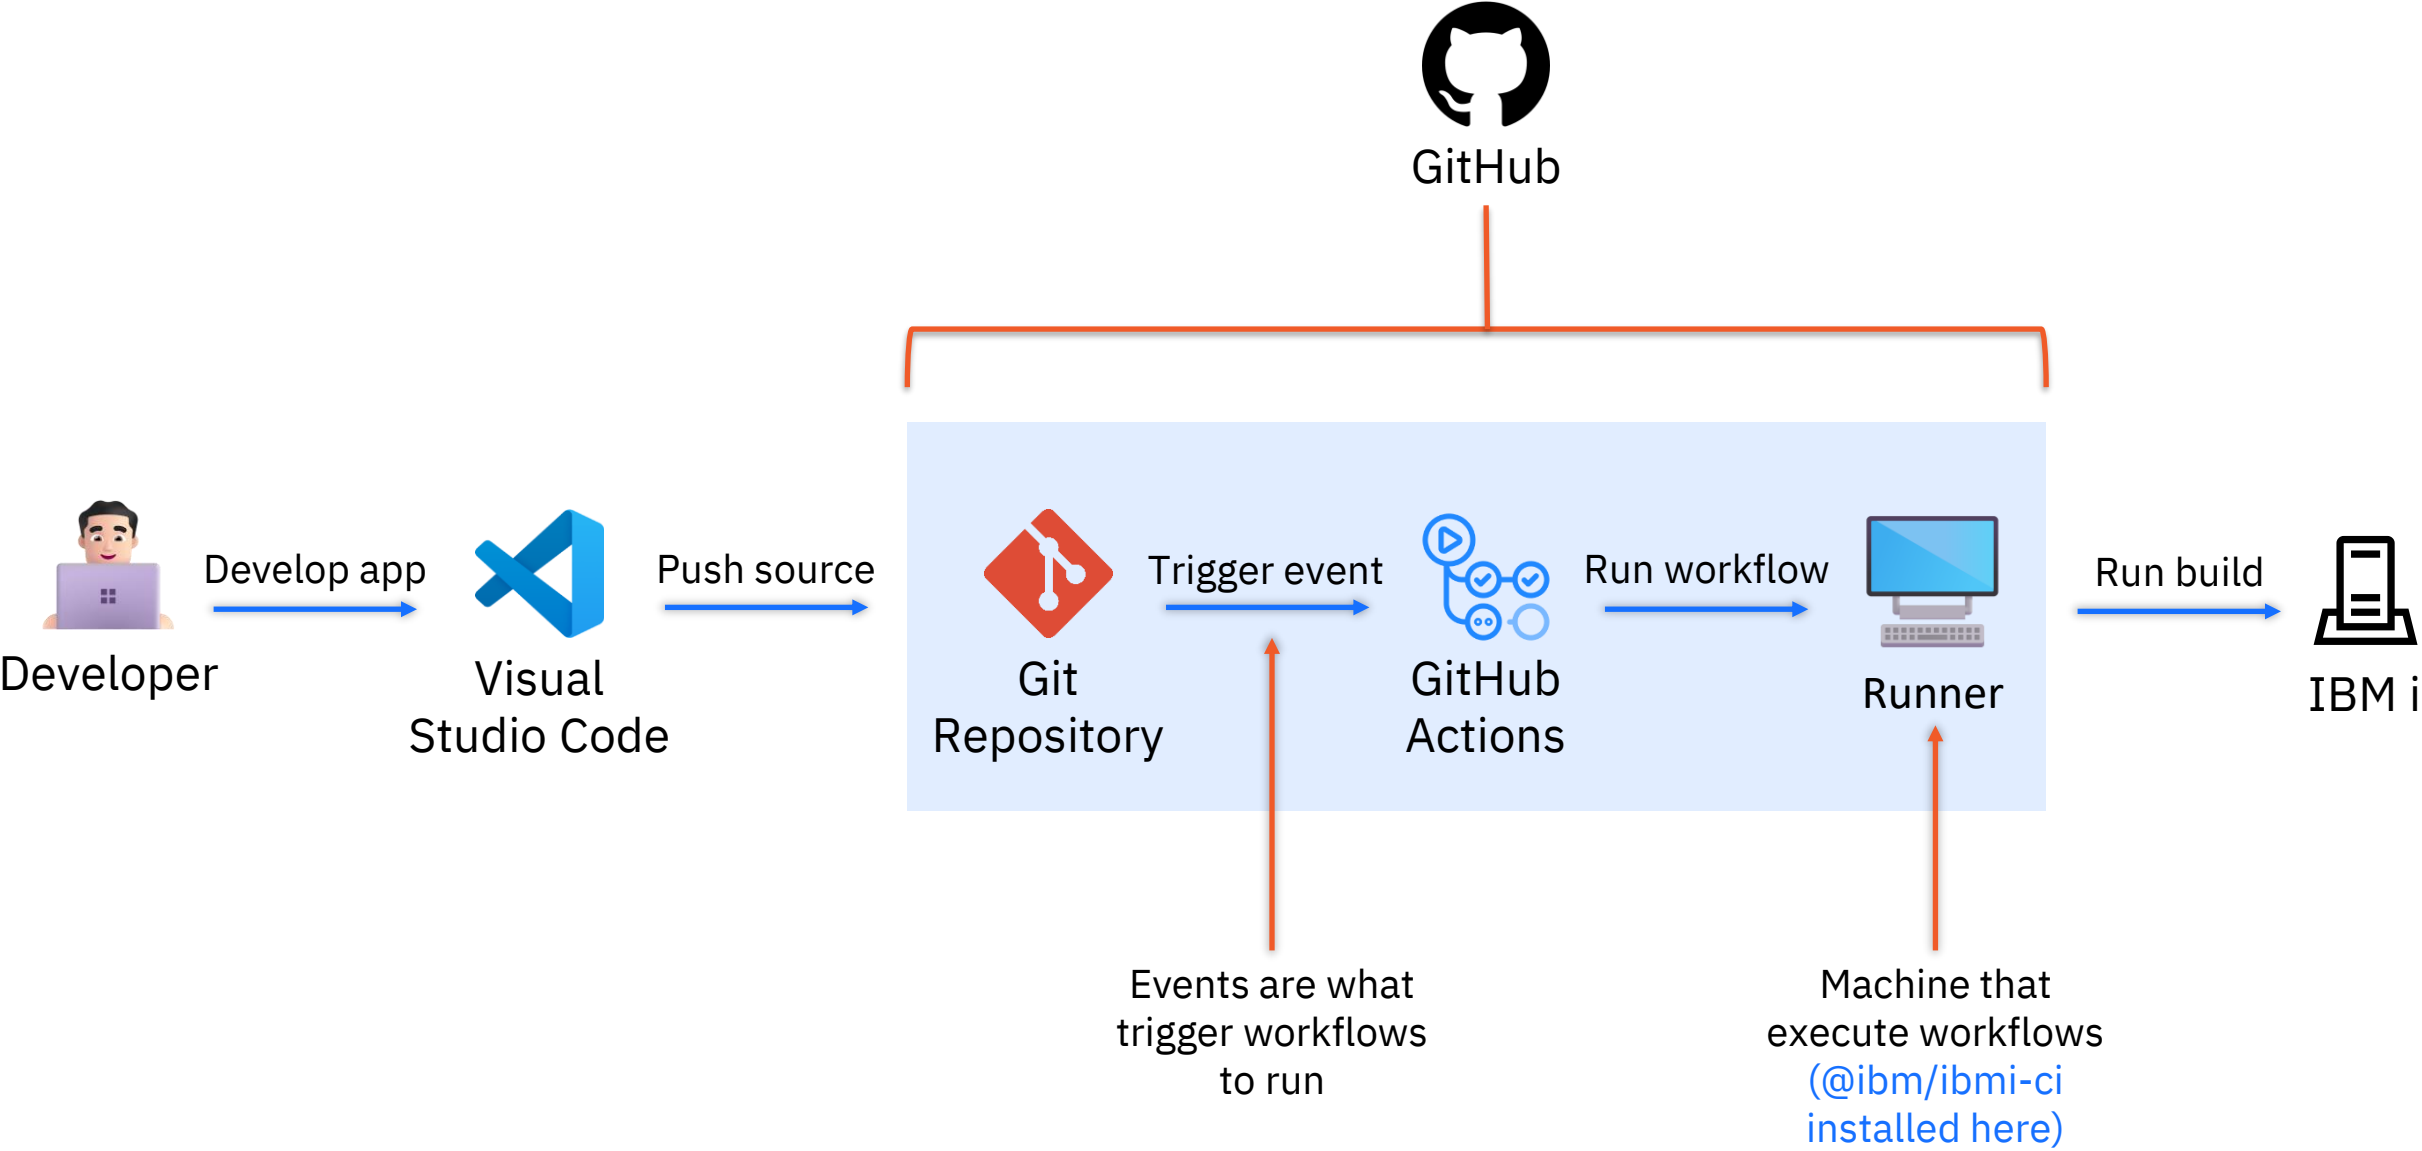 GitHub
Develop app
Push source
Trigger event
Run workflow
Run build
Developer
Visual
Studio Code
Git
Repository
GitHub
Actions
Runner
IBM i
Events are what
trigger workflows
to run
Machine that
execute workflows
(@ibm/ibmi-ci
installed here)